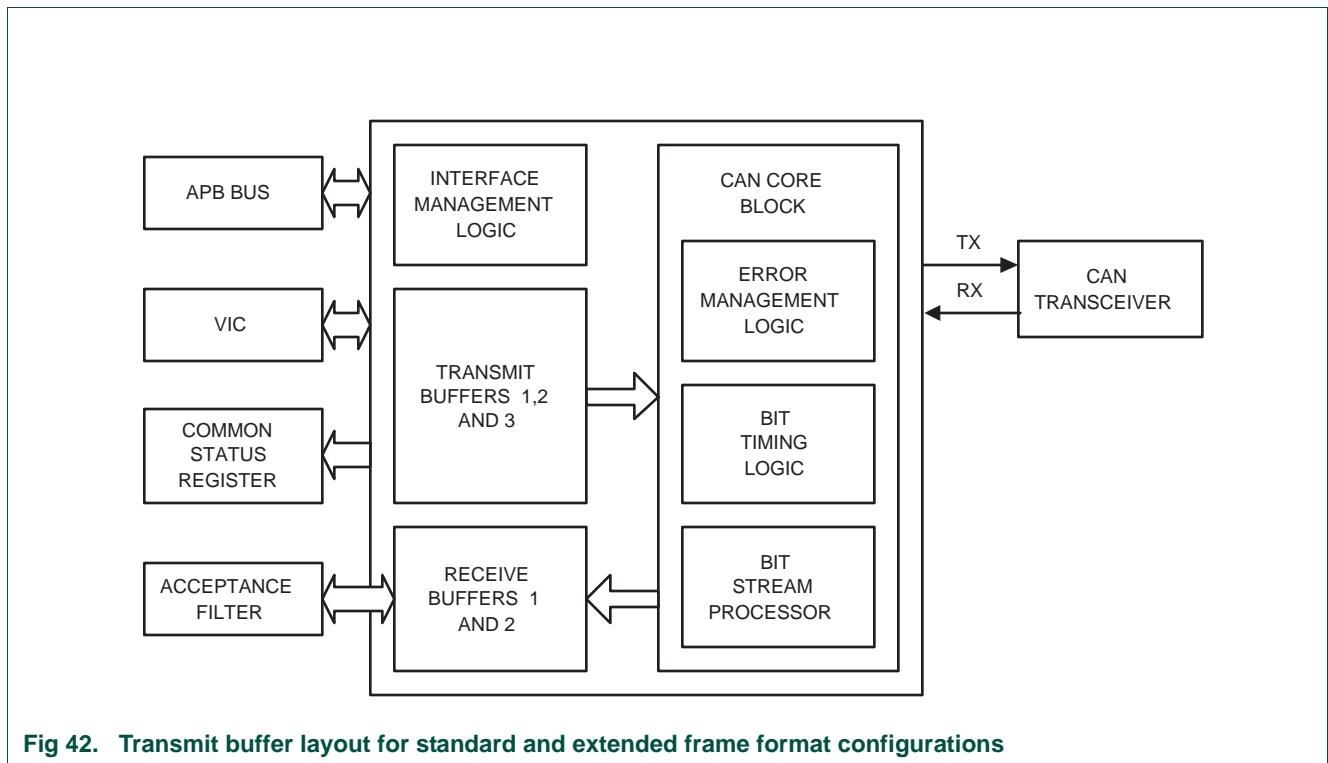 APB BUS
VIC
COMMON
STATUS
REGISTER
ACCEPTANCE
FILTER
INTERFACE
MANAGEMENT
LOGIC
TRANSMIT
BUFFERS 1,2
AND 3
RECEIVE
BUFFERS 1
AND 2
CAN CORE
BLOCK
ERROR
MANAGEMENT
LOGIC
BIT
TIMING
LOGIC
BIT
STREAM
PROCESSOR
TX
RX
CAN
TRANSCEIVER
Fig 42. Transmit buffer layout for standard and extended frame format configurations